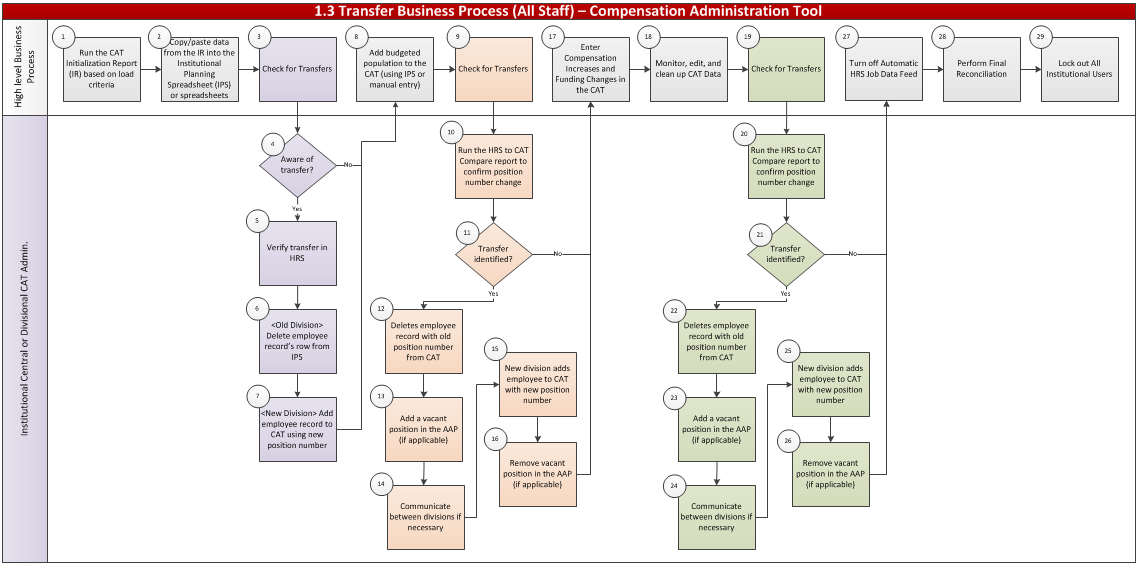 1.3 Transfer Business Process (All Staff) – Compensation Administration Tool
High level Business
Process
1
Run the CAT
Initialization Report
(IR) based on load
criteria
2
Copy/paste data
from the IR into the
Institutional
Planning
Spreadsheet (IPS)
or spreadsheets
3
Check for Transfers
8
Add budgeted
population to the
CAT (using IPS or
manual entry)
9
Check for Transfers
17
Enter
Compensation
Increases and
Funding Changes in
the CAT
18
Monitor, edit, and
clean up CAT Data
19
Check for Transfers
27
Turn off Automatic
HRS Job Data Feed
28
Perform Final
Reconciliation
29
Lock out All
Institutional Users
Institutional Central or Divisional CAT Admin.
4
Aware of
transfer?
No
Yes
5
Verify transfer in
HRS
6
<Old Division>
Delete employee
record's row from
IPS
7
<New Division> Add
employee record to
CAT using new
position number
10
Run the HRS to CAT
Compare report to
confirm position
number change
11
Transfer
identified?
No
Yes
12
Deletes employee
record with old
position number
from CAT
13
Add a vacant
position in the AAP
(if applicable)
14
Communicate
between divisions if
necessary
15
New division adds
employee to CAT
with new position
number
16
Remove vacant
position in the AAP
(if applicable)
20
Run the HRS to CAT
Compare report to
confirm position
number change
21
Transfer
identified?
No
Yes
22
Deletes employee
record with old
position number
from CAT
23
Add a vacant
position in the AAP
(if applicable)
24
Communicate
between divisions if
necessary
25
New division adds
employee to CAT
with new position
number
26
Remove vacant
position in the AAP
(if applicable)